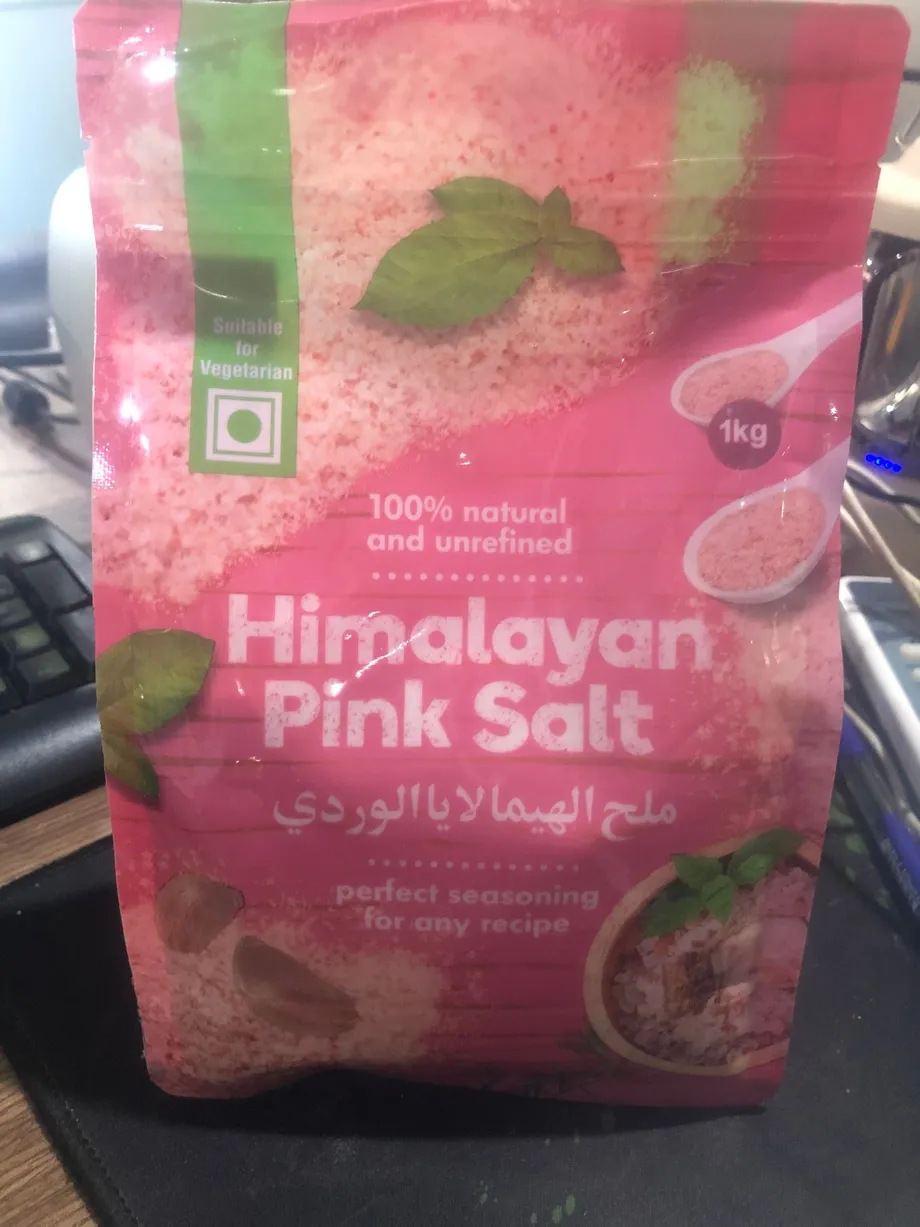 Suitable
for
Vegetarian
1kg
100% natural
and unrefined
Himalayan
Pink Salt
ملح الهيمالايا الوردي
perfect seasoning
for any recipe